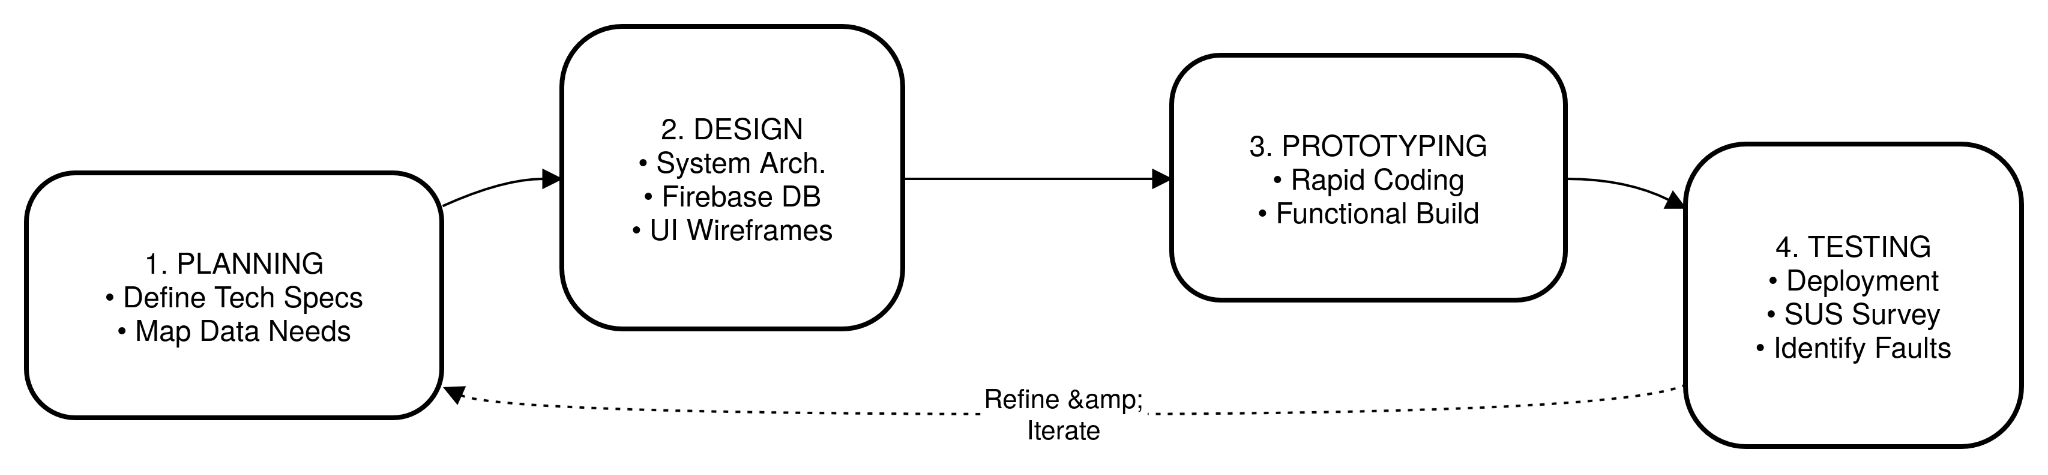 1. PLANNING
• Define Tech Specs
• Map Data Needs
2. DESIGN
• System Arch.
• Firebase DB
• UI Wireframes
3. PROTOTYPING
• Rapid Coding
• Functional Build
4. TESTING
• Deployment
• SUS Survey
• Identify Faults
Refine &amp;
Iterate